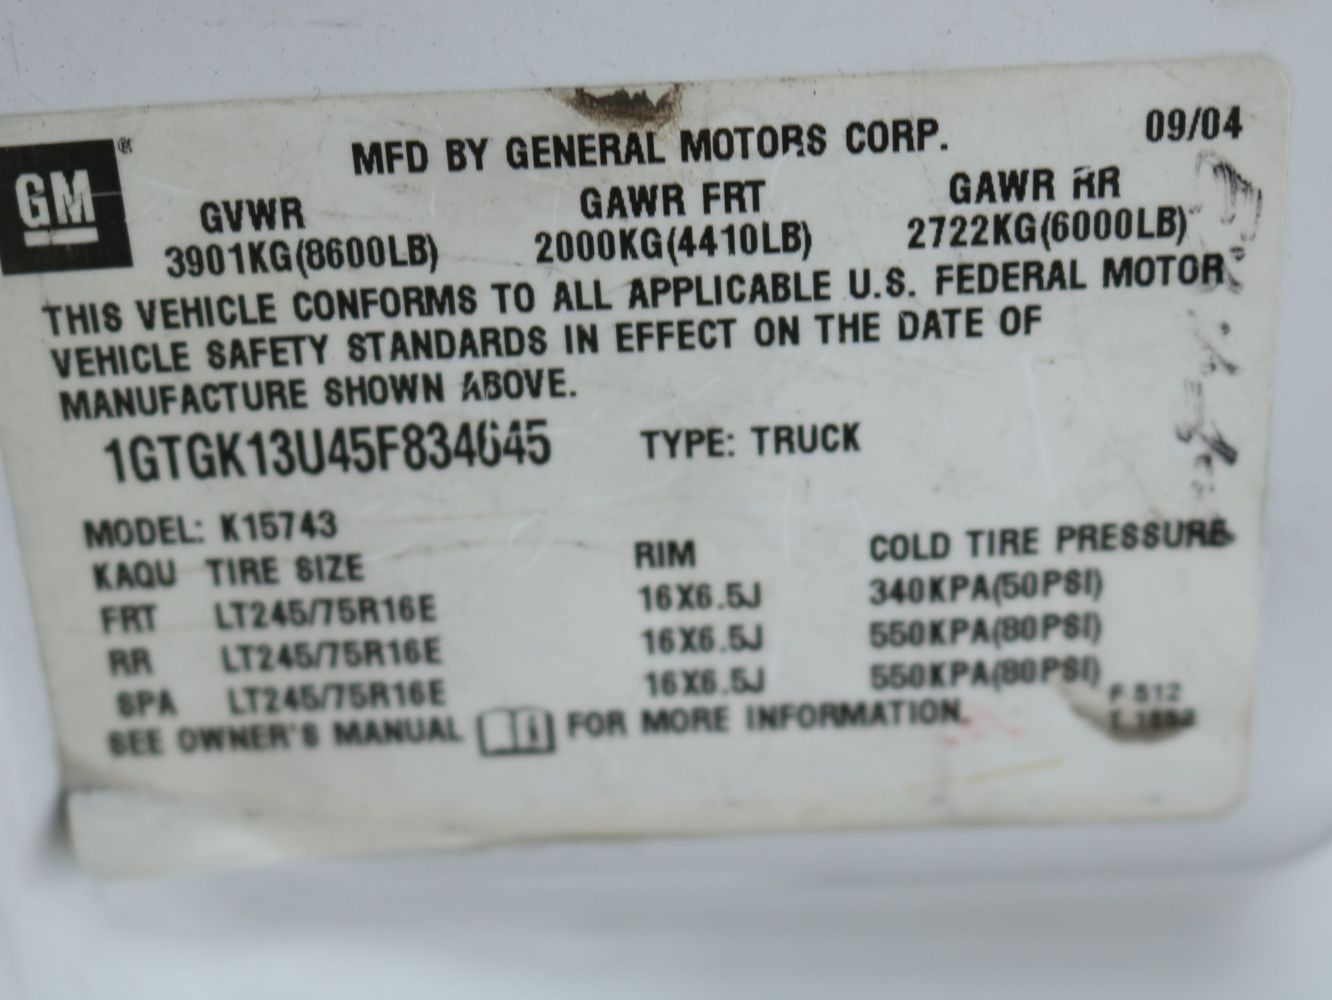 GM® MFD BY GENERAL MOTORS CORP. 09/04
GVWR GAWR FRT GAWR RR
3901KG(8600LB) 2000KG(4410LB) 2722KG(6000LB)
THIS VEHICLE CONFORMS TO ALL APPLICABLE U.S. FEDERAL MOTOR
VEHICLE SAFETY STANDARDS IN EFFECT ON THE DATE OF
MANUFACTURE SHOWN ABOVE.
1GTGK13U45F834645 TYPE: TRUCK
MODEL: K15743
KAQU TIRE SIZE RIM COLD TIRE PRESSURE
FRT LT245/75R16E 16X6.5J 340KPA(50PSI)
RR LT245/75R16E 16X6.5J 550KPA(80PSI)
SPA LT245/75R16E 16X6.5J 550KPA(80PSI)
SEE OWNER'S MANUAL i FOR MORE INFORMATION.
F 512